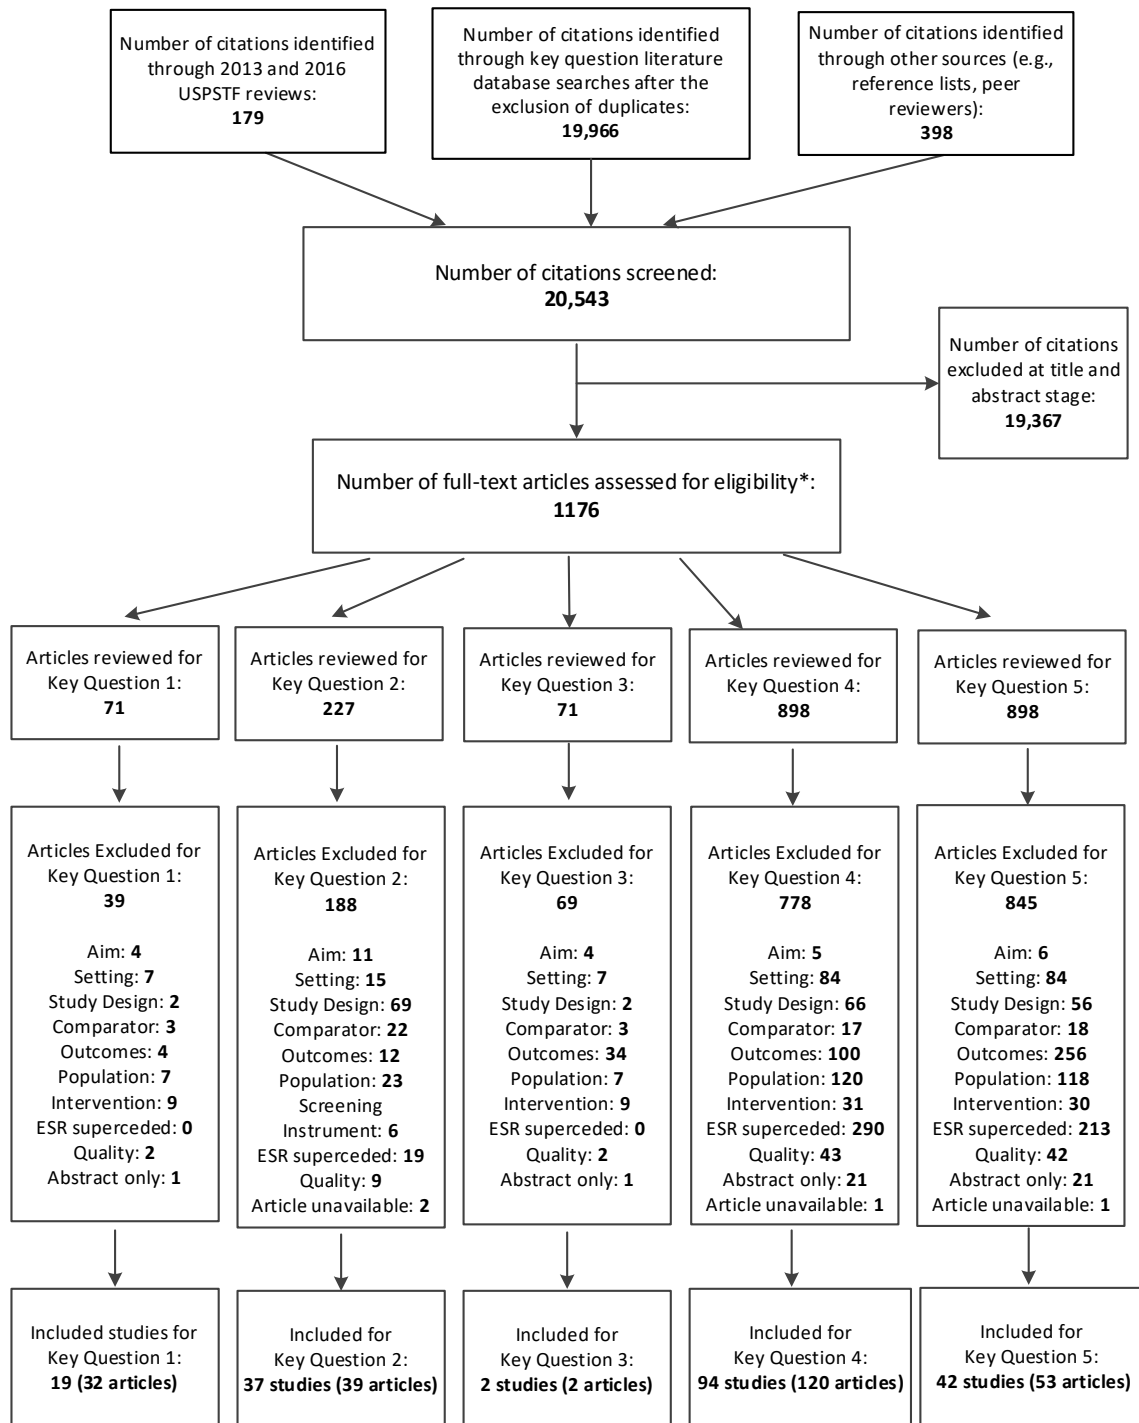 Number of citations identified
through 2013 and 2016
USPSTF reviews:
179
Number of citations identified
through key question literature
database searches after the
exclusion of duplicates:
19,966
Number of citations identified
through other sources (e.g.,
reference lists, peer
reviewers):
398
Number of citations screened:
20,543
Number of citations
excluded at title and
abstract stage:
19,367
Number of full-text articles assessed for eligibility*:
1176
Articles reviewed for
Key Question 1:
71
Articles reviewed for
Key Question 2:
227
Articles reviewed for
Key Question 3:
71
Articles reviewed for
Key Question 4:
898
Articles reviewed for
Key Question 5:
898
Articles Excluded for
Key Question 1:
39
Aim: 4
Setting: 7
Study Design: 2
Comparator: 3
Outcomes: 4
Population: 7
Intervention: 9
ESR superceded: 0
Quality: 2
Abstract only: 1
Articles Excluded for
Key Question 2:
188
Aim: 11
Setting: 15
Study Design: 69
Comparator: 22
Outcomes: 12
Population: 23
Screening
Instrument: 6
ESR superceded: 19
Quality: 9
Article unavailable: 2
Articles Excluded for
Key Question 3:
69
Aim: 4
Setting: 7
Study Design: 2
Comparator: 3
Outcomes: 34
Population: 7
Intervention: 9
ESR superceded: 0
Quality: 2
Abstract only: 1
Articles Excluded for
Key Question 4:
778
Aim: 5
Setting: 84
Study Design: 66
Comparator: 17
Outcomes: 100
Population: 120
Intervention: 31
ESR superceded: 290
Quality: 43
Abstract only: 21
Article unavailable: 1
Articles Excluded for
Key Question 5:
845
Aim: 6
Setting: 84
Study Design: 56
Comparator: 18
Outcomes: 256
Population: 118
Intervention: 30
ESR superceded: 213
Quality: 42
Abstract only: 21
Article unavailable: 1
Included studies for
Key Question 1:
19 (32 articles)
Included for
Key Question 2:
37 studies (39 articles)
Included for
Key Question 3:
2 studies (2 articles)
Included for
Key Question 4:
94 studies (120 articles)
Included for
Key Question 5:
42 studies (53 articles)